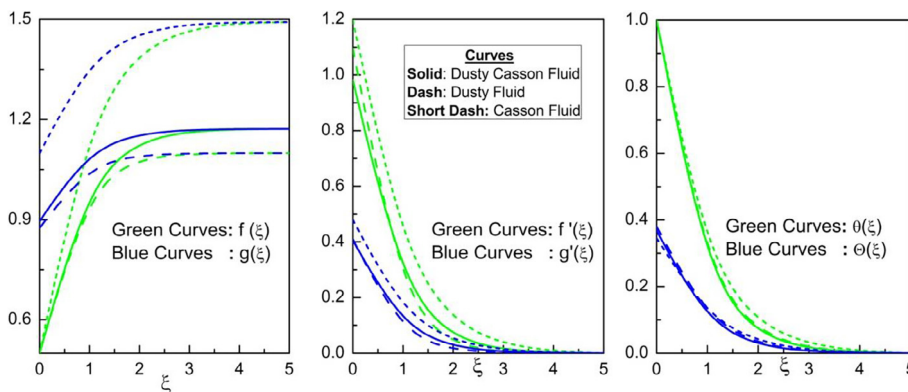 1.5
1.2
0.9
0.6
0
1
2
3
4
5
ξ
Green Curves: f (ξ)
Blue Curves : g(ξ)
1.2
1.0
0.8
0.6
0.4
0.2
0.0
0
1
2
3
4
5
ξ
Curves
Solid: Dusty Casson Fluid
Dash: Dusty Fluid
Short Dash: Casson Fluid
Green Curves: f '(ξ)
Blue Curves : g'(ξ)
1.0
0.8
0.6
0.4
0.2
0.0
0
1
2
3
4
5
ξ
Green Curves: θ(ξ)
Blue Curves : Θ(ξ)